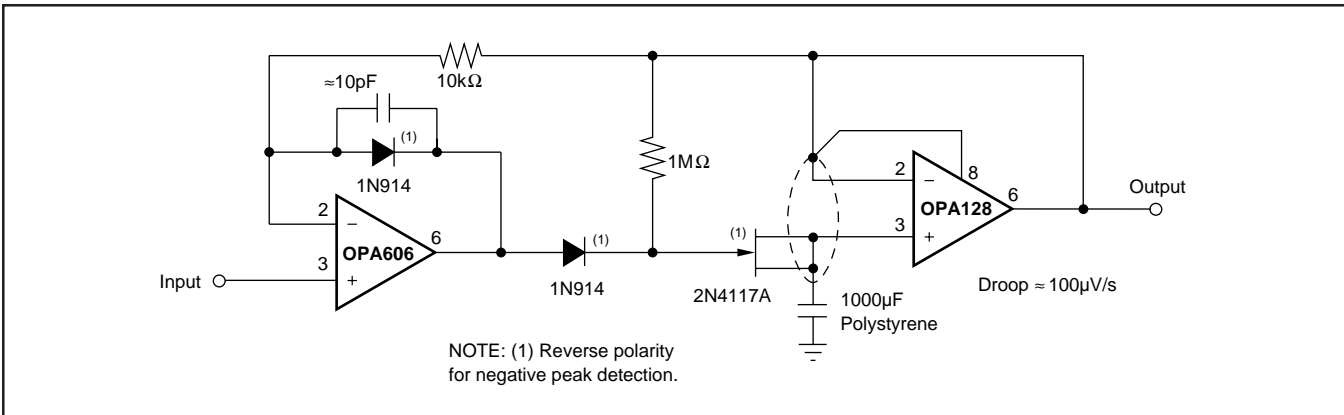 10kΩ
≈10pF
(1)
1N914
1MΩ
2
−
8
6
OPA128
3
+
Output
2
−
6
OPA606
3
+
Input
(1)
1N914
(1)
2N4117A
1000µF
Polystyrene
Droop ≈ 100µV/s
NOTE: (1) Reverse polarity
for negative peak detection.